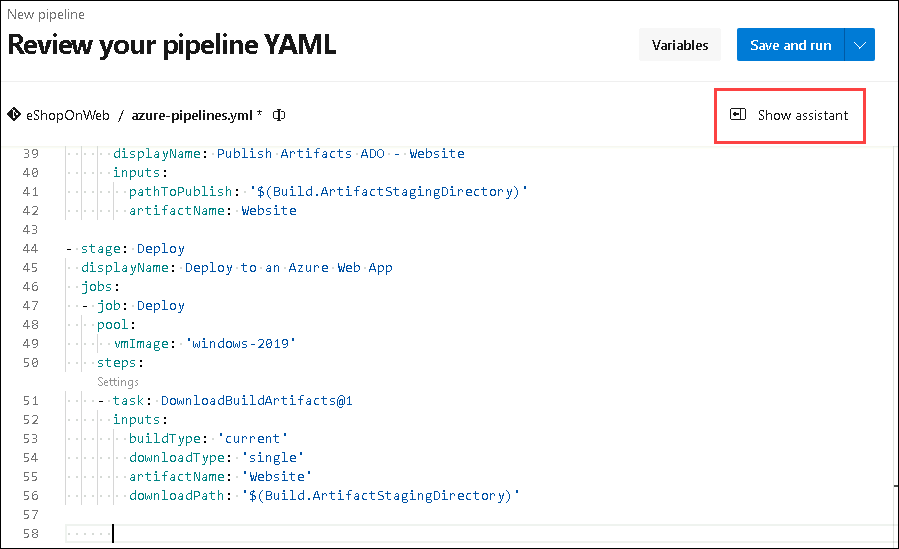 New pipeline
Review your pipeline YAML
Variables
Save and run
eShopOnWeb / azure-pipelines.yml *
Show assistant
39 displayName: Publish Artifacts ADO - Website
40 inputs:
41 pathToPublish: '$(Build.ArtifactStagingDirectory)'
42 artifactName: Website
43
44 - stage: Deploy
45 displayName: Deploy to an Azure Web App
46 jobs:
47 - job: Deploy
48 pool:
49 vmImage: 'windows-2019'
50 steps:
Settings
51 - task: DownloadBuildArtifacts@1
52 inputs:
53 buildType: 'current'
54 downloadType: 'single'
55 artifactName: 'Website'
56 downloadPath: '$(Build.ArtifactStagingDirectory)'
57
58